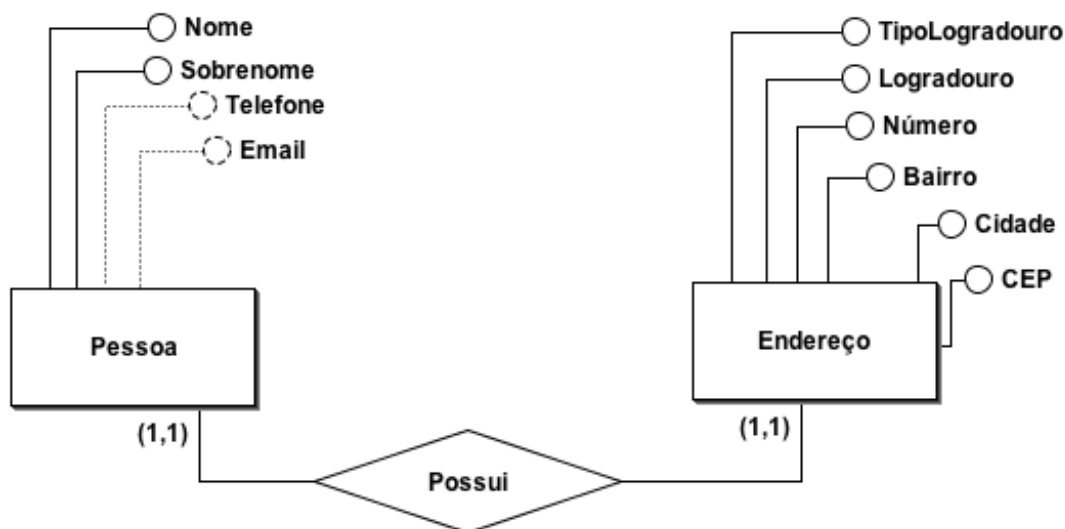 Nome
Sobrenome
Telefone
Email
Pessoa
(1,1)
Possui
TipoLogradouro
Logradouro
Número
Bairro
Cidade
CEP
Endereço
(1,1)